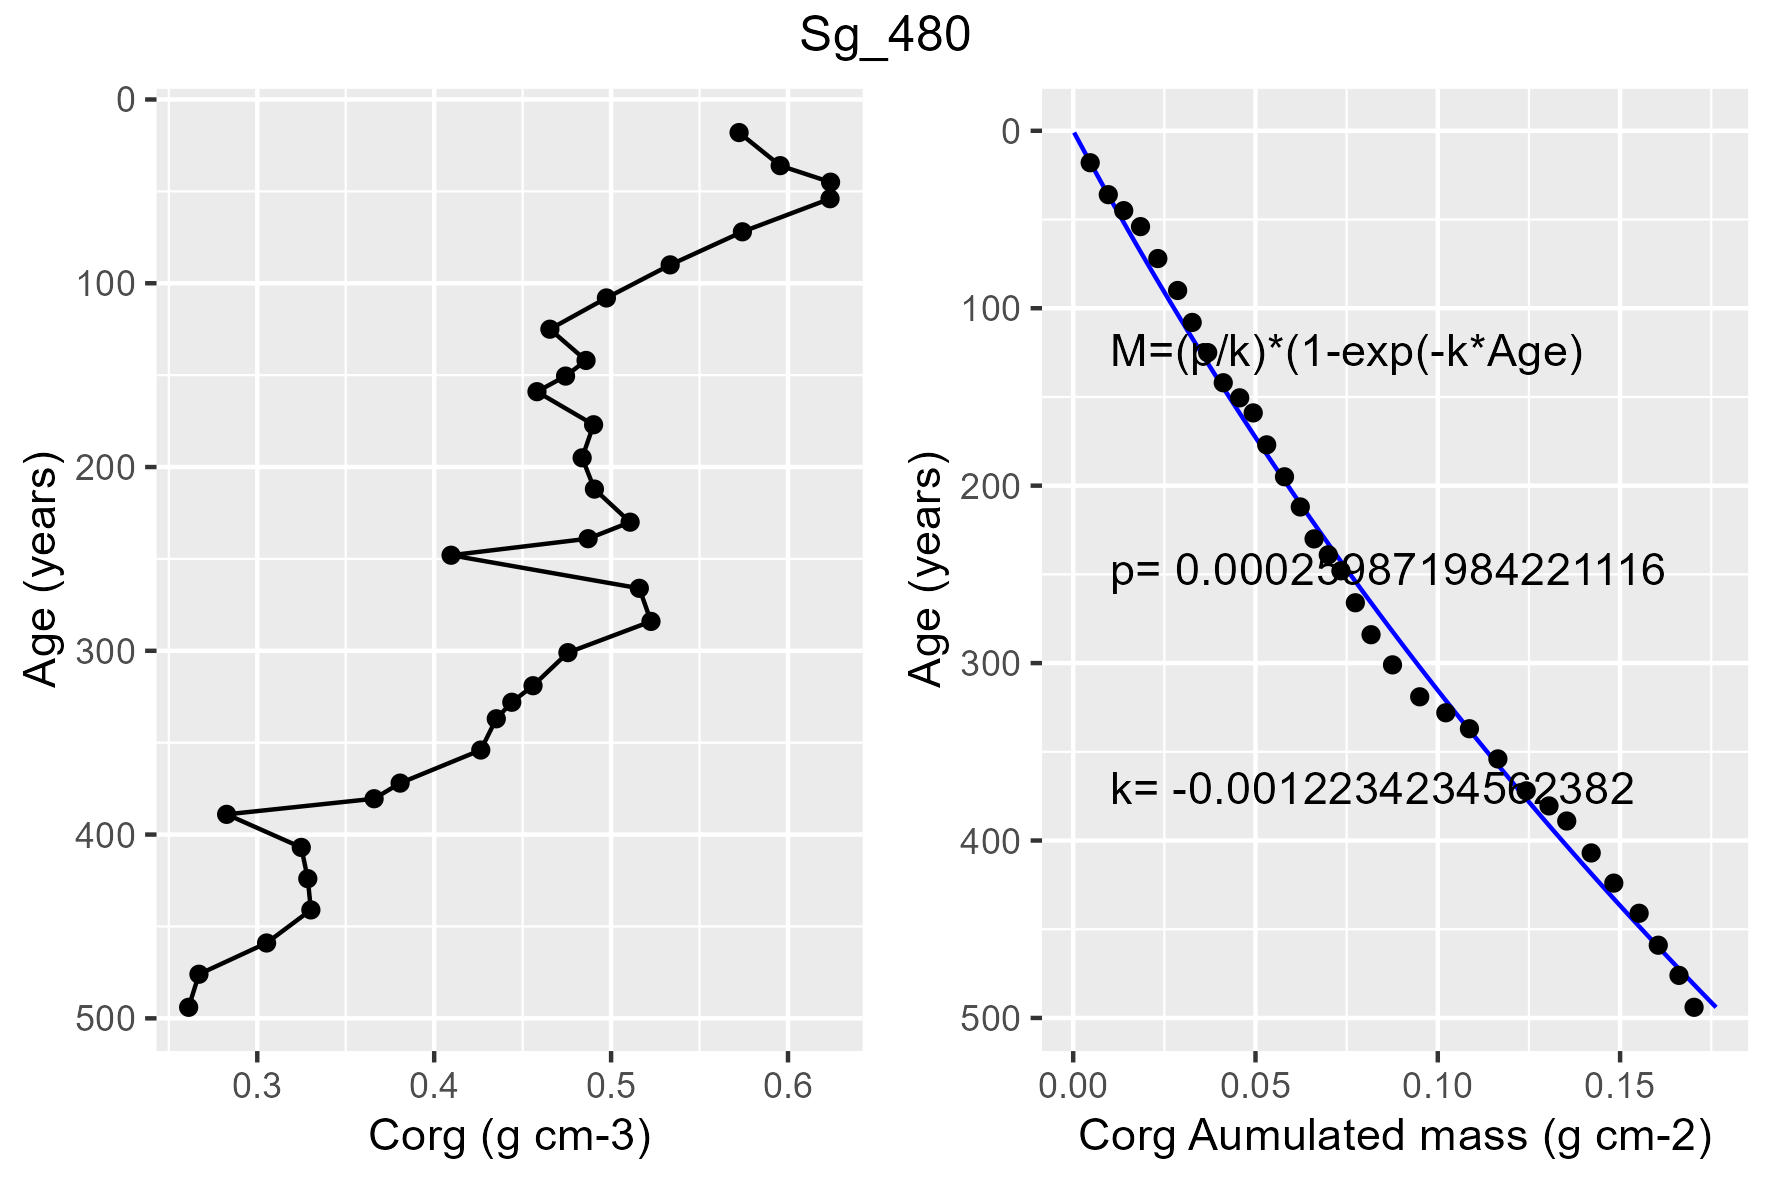 Sg_480
0
100
200
300
400
500
Age (years)
0.3
0.4
0.5
0.6
Corg (g cm-3)
0
100
200
300
400
500
Age (years)
M=(p/k)*(1-exp(-k*Age)
p= 0.000259871984221116
k= -0.0012234234562382
0.00
0.05
0.10
0.15
Corg Aumulated mass (g cm-2)